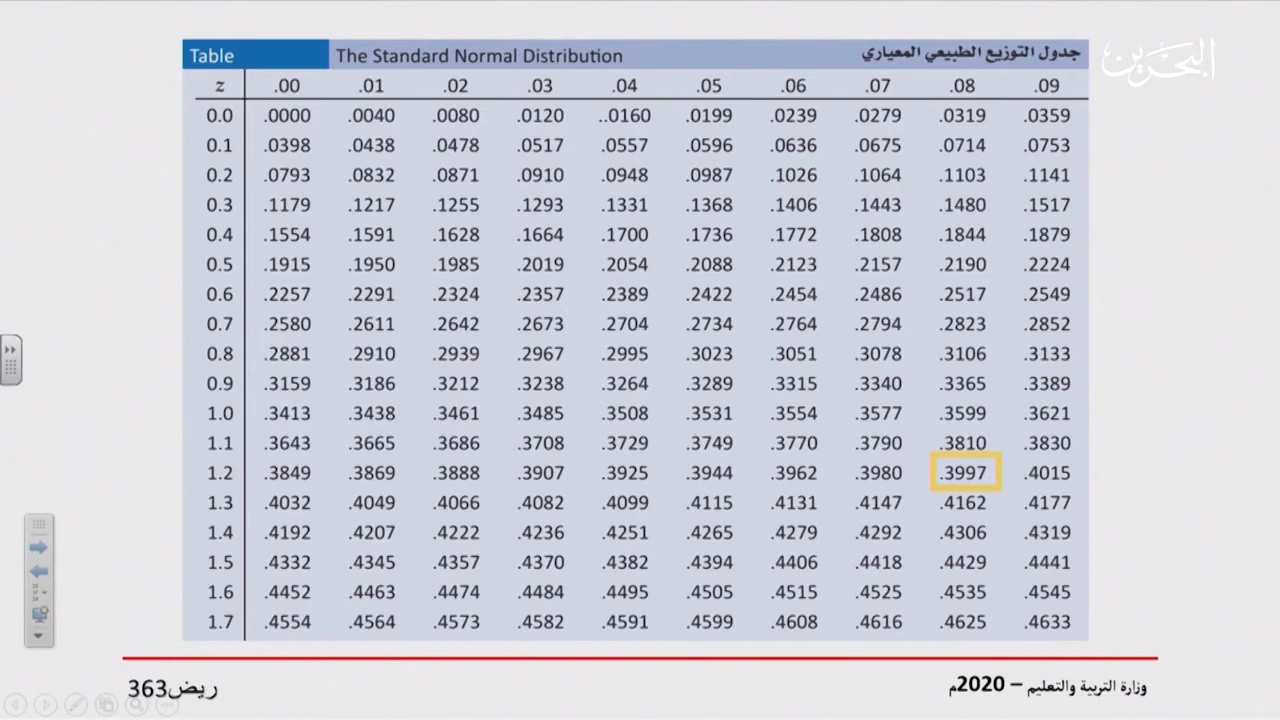 Table The Standard Normal Distribution جدول التوزيع الطبيعي المعياري
البحرين
z .00 .01 .02 .03 .04 .05 .06 .07 .08 .09
0.0 .0000 .0040 .0080 .0120 ..0160 .0199 .0239 .0279 .0319 .0359
0.1 .0398 .0438 .0478 .0517 .0557 .0596 .0636 .0675 .0714 .0753
0.2 .0793 .0832 .0871 .0910 .0948 .0987 .1026 .1064 .1103 .1141
0.3 .1179 .1217 .1255 .1293 .1331 .1368 .1406 .1443 .1480 .1517
0.4 .1554 .1591 .1628 .1664 .1700 .1736 .1772 .1808 .1844 .1879
0.5 .1915 .1950 .1985 .2019 .2054 .2088 .2123 .2157 .2190 .2224
0.6 .2257 .2291 .2324 .2357 .2389 .2422 .2454 .2486 .2517 .2549
0.7 .2580 .2611 .2642 .2673 .2704 .2734 .2764 .2794 .2823 .2852
0.8 .2881 .2910 .2939 .2967 .2995 .3023 .3051 .3078 .3106 .3133
0.9 .3159 .3186 .3212 .3238 .3264 .3289 .3315 .3340 .3365 .3389
1.0 .3413 .3438 .3461 .3485 .3508 .3531 .3554 .3577 .3599 .3621
1.1 .3643 .3665 .3686 .3708 .3729 .3749 .3770 .3790 .3810 .3830
1.2 .3849 .3869 .3888 .3907 .3925 .3944 .3962 .3980 .3997 .4015
1.3 .4032 .4049 .4066 .4082 .4099 .4115 .4131 .4147 .4162 .4177
1.4 .4192 .4207 .4222 .4236 .4251 .4265 .4279 .4292 .4306 .4319
1.5 .4332 .4345 .4357 .4370 .4382 .4394 .4406 .4418 .4429 .4441
1.6 .4452 .4463 .4474 .4484 .4495 .4505 .4515 .4525 .4535 .4545
1.7 .4554 .4564 .4573 .4582 .4591 .4599 .4608 .4616 .4625 .4633
وزارة التربية والتعليم – 2020م
ريض363